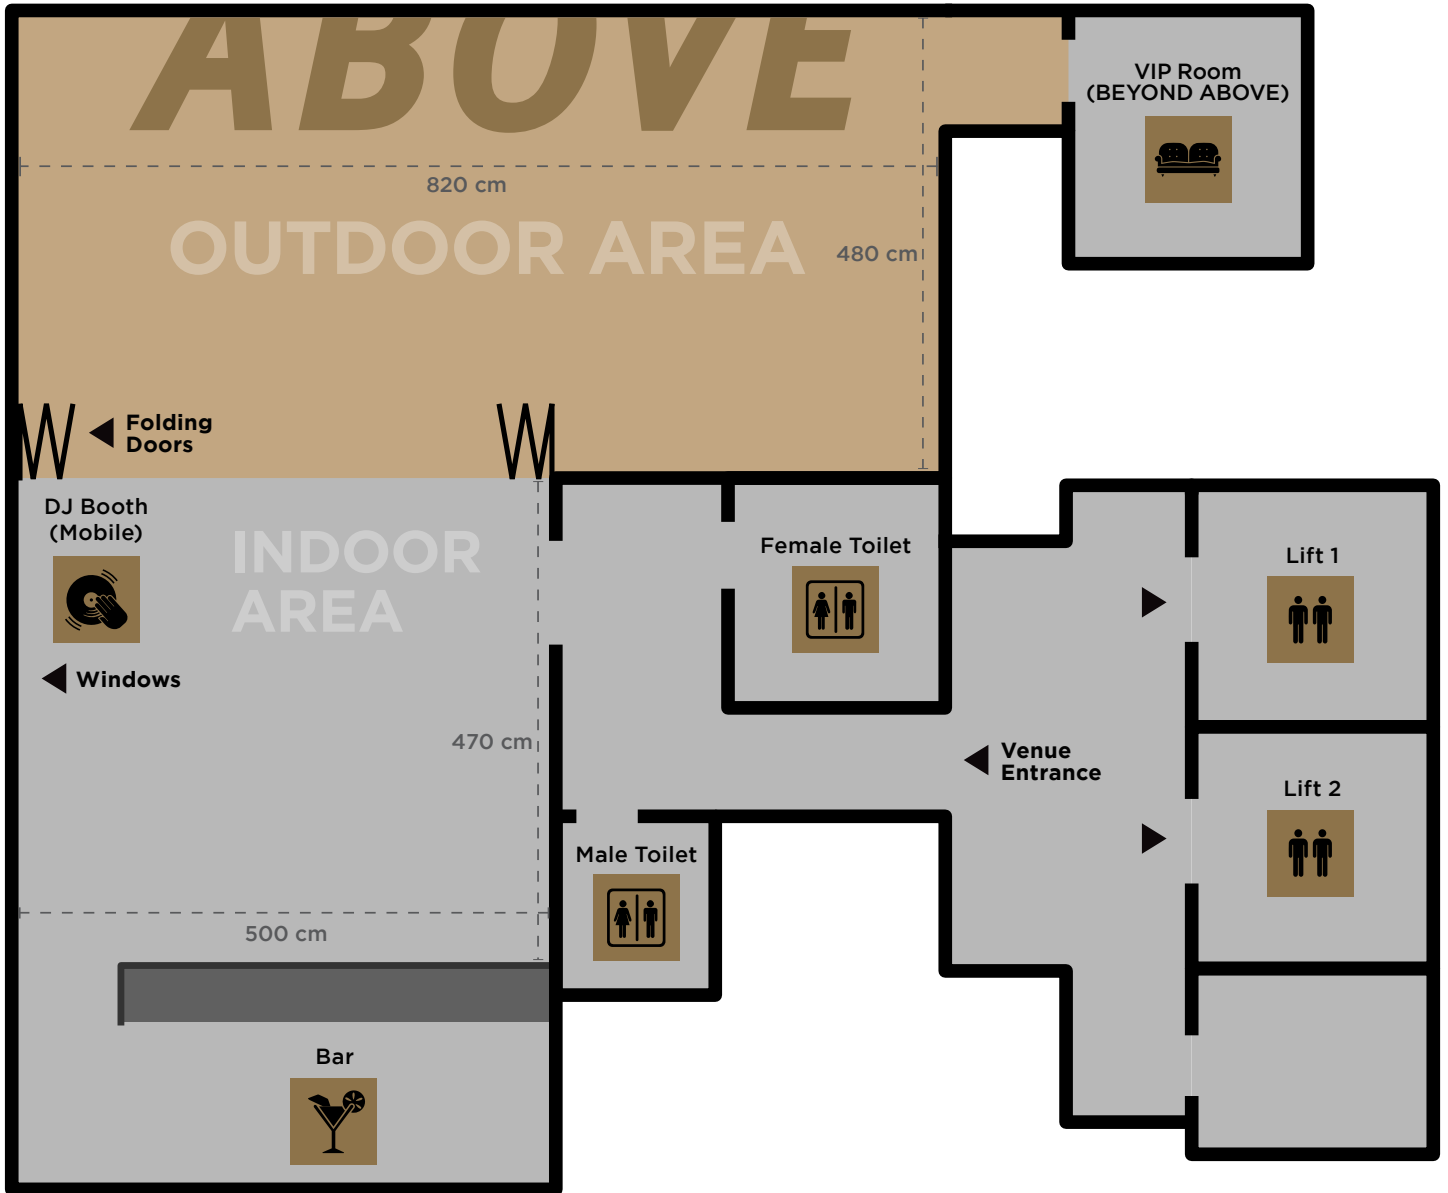 ABOVE
VIP Room
(BEYOND ABOVE)
820 cm
OUTDOOR AREA
480 cm
Folding
Doors
DJ Booth
(Mobile)
INDOOR
AREA
Female Toilet
Lift 1
Windows
470 cm
Venue
Entrance
Lift 2
Male Toilet
500 cm
Bar